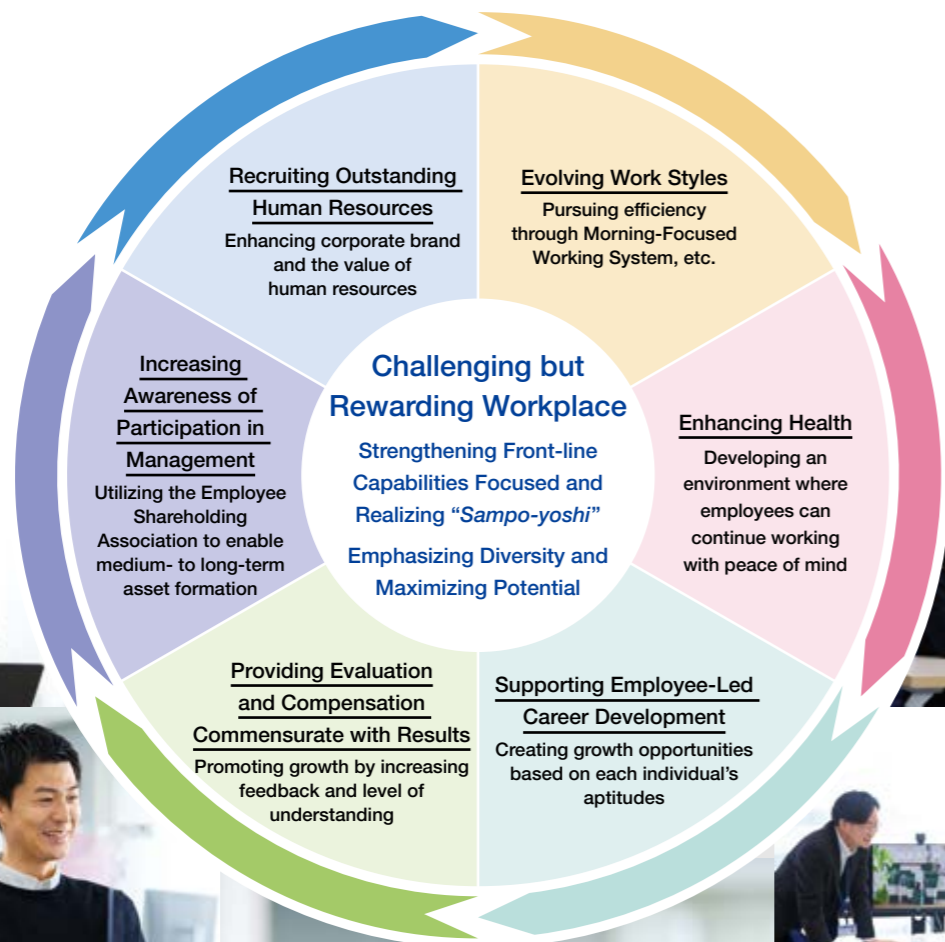 Recruiting Outstanding
Human Resources
Enhancing corporate brand
and the value of
human resources
Evolving Work Styles
Pursuing efficiency
through Morning-Focused
Working System, etc.
Increasing
Awareness of
Participation in
Management
Utilizing the Employee
Shareholding
Association to enable
medium- to long-term
asset formation
Challenging but
Rewarding Workplace
Strengthening Front-line
Capabilities Focused and
Realizing “Sampo-yoshi”
Emphasizing Diversity and
Maximizing Potential
Enhancing Health
Developing an
environment where
employees can
continue working
with peace of mind
Providing Evaluation
and Compensation
Commensurate with Results
Promoting growth by increasing
feedback and level of
understanding
Supporting Employee-Led
Career Development
Creating growth opportunities
based on each individual’s
aptitudes